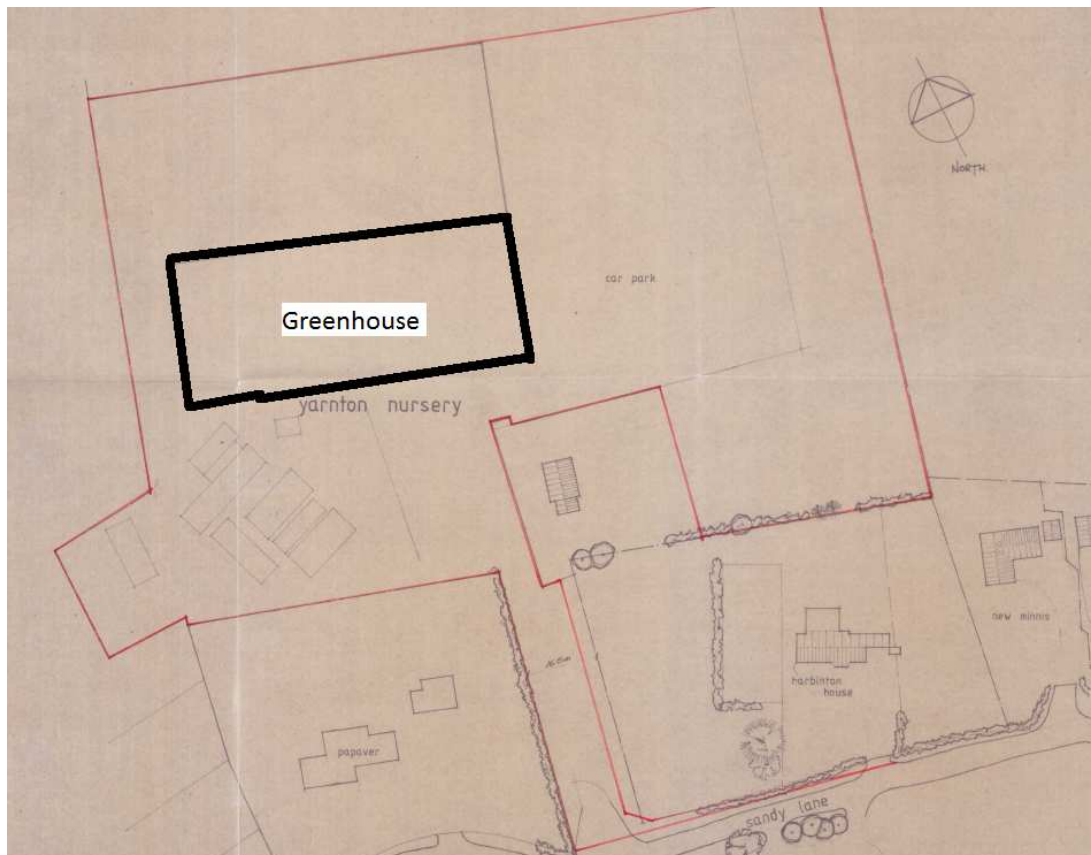 NORTH
car park
Greenhouse
yarnton nursery
new minnis
harbinton
house
papaver
sandy lane